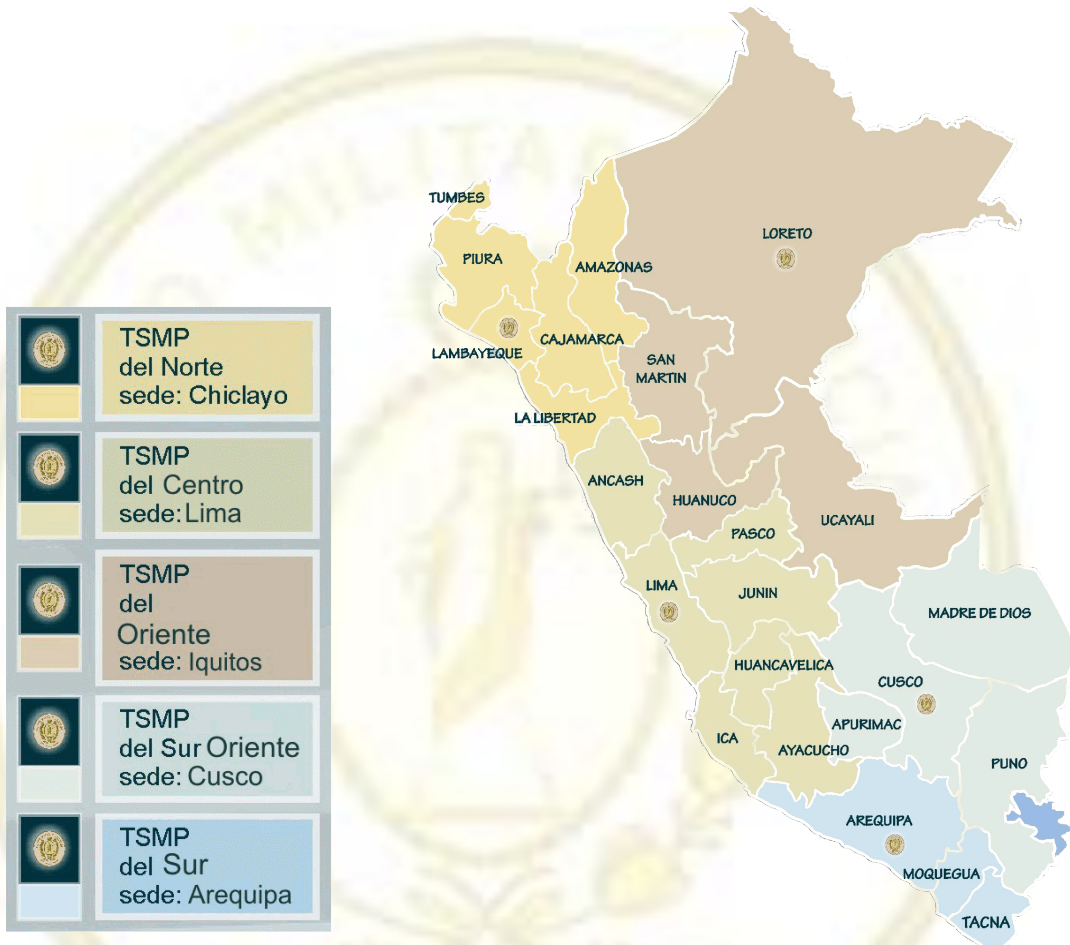 TSMP
del Norte
sede: Chiclayo
TSMP
del Centro
sede: Lima
TSMP
del
Oriente
sede: Iquitos
TSMP
del Sur Oriente
sede: Cusco
TSMP
del Sur
sede: Arequipa
TUMBES
PIURA
AMAZONAS
LORETO
LAMBAYEQUE
CAJAMARCA
SAN
MARTIN
LA LIBERTAD
ANCASH
HUANUCO
UCAYALI
PASCO
LIMA
JUNIN
MADRE DE DIOS
HUANCAVELICA
CUSCO
ICA
AYACUCHO
APURIMAC
PUNO
AREQUIPA
MOQUEGUA
TACNA